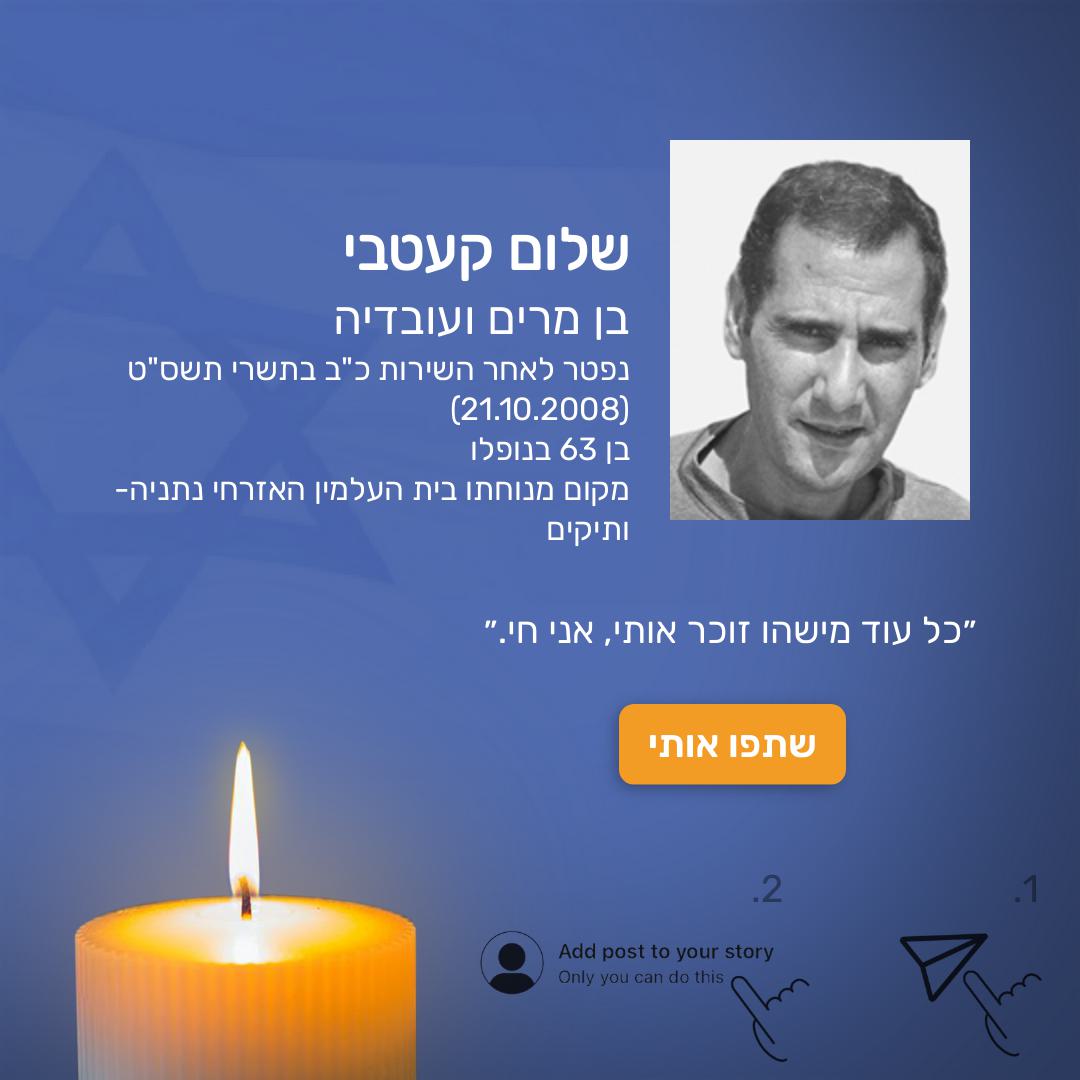 שלום קעטבי
בן מרים ועובדיה
נפטר לאחר השירות כ"ב בתשרי תשס"ט
(21.10.2008)
בן 63 בנופלו
מקום מנוחתו בית העלמין האזרחי נתניה-
ותיקים
״כל עוד מישהו זוכר אותי, אני חי.״
שתפו אותי
1.
2.
Add post to your story
Only you can do this